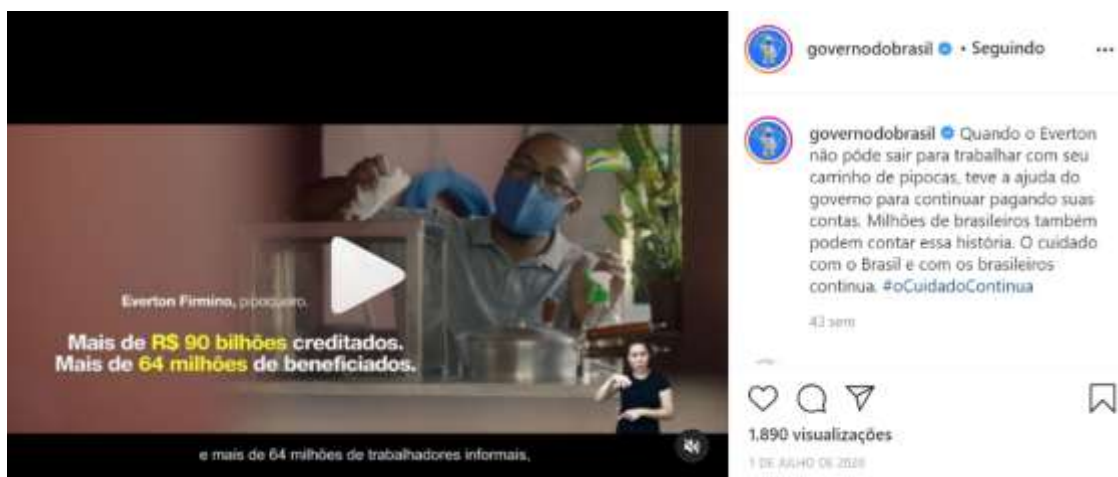 governodobrasil • Seguindo
governodobrasil Quando o Everton
não pôde sair para trabalhar com seu
carrinho de pipocas, teve a ajuda do
governo para continuar pagando suas
contas. Milhões de brasileiros também
podem contar essa história. O cuidado
com o Brasil e com os brasileiros
continua. #oCuidadoContinua
43 sem
Everton Firmino, pipoqueiro.
Mais de R$ 90 bilhões creditados.
Mais de 64 milhões de beneficiados.
e mais de 64 milhões de trabalhadores informais,
1.890 visualizações
1 DE JULHO DE 2020